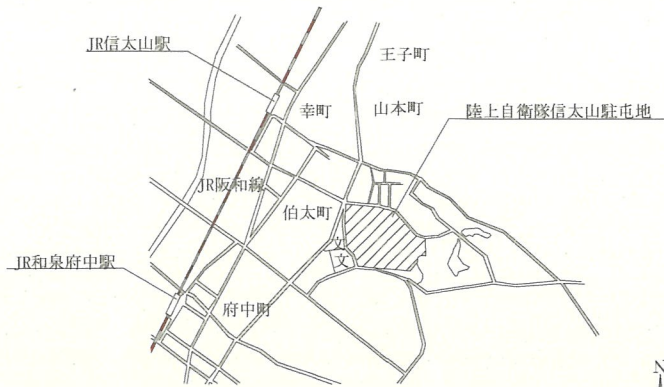 王子町
JR信太山駅
幸町
山本町
陸上自衛隊信太山駐屯地
JR阪和線
伯太町
文
文
JR和泉府中駅
府中町
N